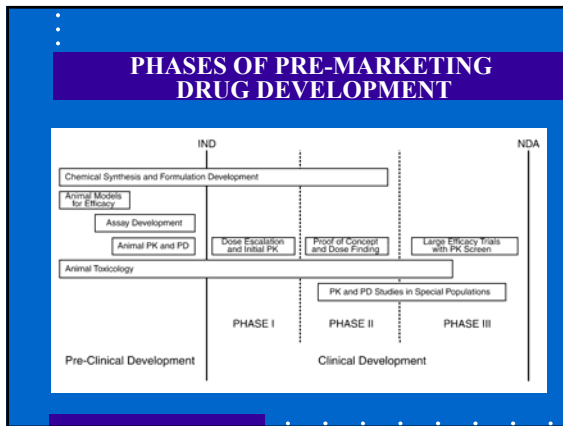 PHASES OF PRE-MARKETING
DRUG DEVELOPMENT
IND
NDA
Chemical Synthesis and Formulation Development
Animal Models
for Efficacy
Assay Development
Animal PK and PD
Dose Escalation
and Initial PK
Proof of Concept
and Dose Finding
Large Efficacy Trials
with PK Screen
Animal Toxicology
PK and PD Studies in Special Populations
PHASE I
PHASE II
PHASE III
Pre-Clinical Development
Clinical Development